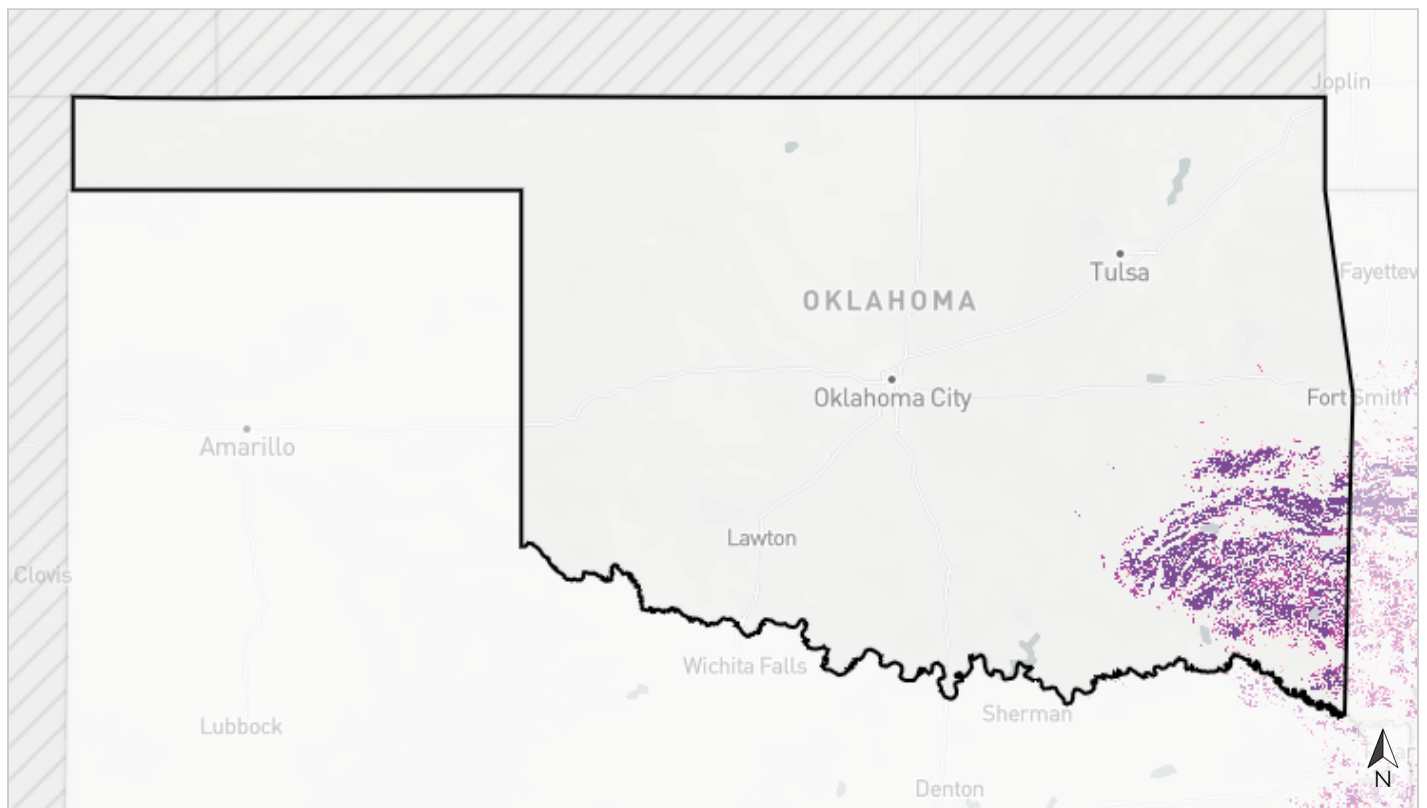 Joplin
Tulsa
Fayettev
OKLAHOMA
Oklahoma City
Fort Smith
Amarillo
Lawton
Clovis
Wichita Falls
Sherman
Lubbock
Denton
N